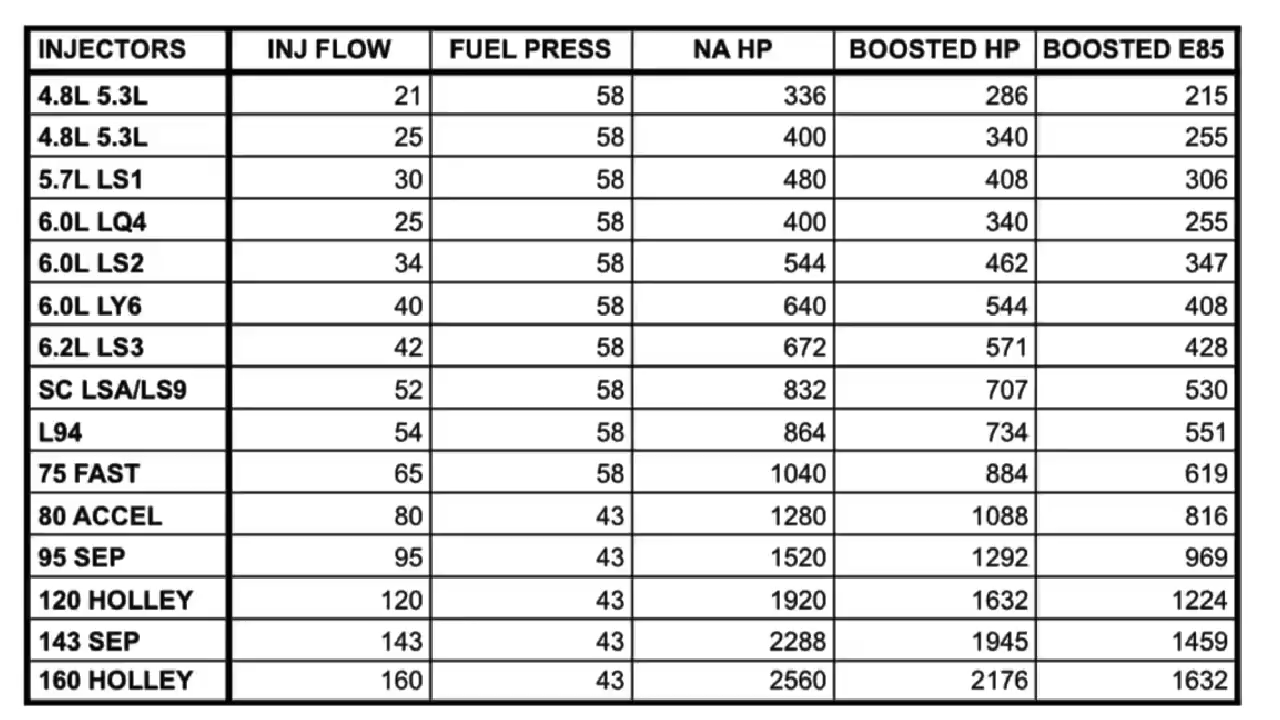 INJECTORS INJ FLOW FUEL PRESS NA HP BOOSTED HP BOOSTED E85
4.8L 5.3L 21 58 336 286 215
4.8L 5.3L 25 58 400 340 255
5.7L LS1 30 58 480 408 306
6.0L LQ4 25 58 400 340 255
6.0L LS2 34 58 544 462 347
6.0L LY6 40 58 640 544 408
6.2L LS3 42 58 672 571 428
SC LSA/LS9 52 58 832 707 530
L94 54 58 864 734 551
75 FAST 65 58 1040 884 619
80 ACCEL 80 43 1280 1088 816
95 SEP 95 43 1520 1292 969
120 HOLLEY 120 43 1920 1632 1224
143 SEP 143 43 2288 1945 1459
160 HOLLEY 160 43 2560 2176 1632